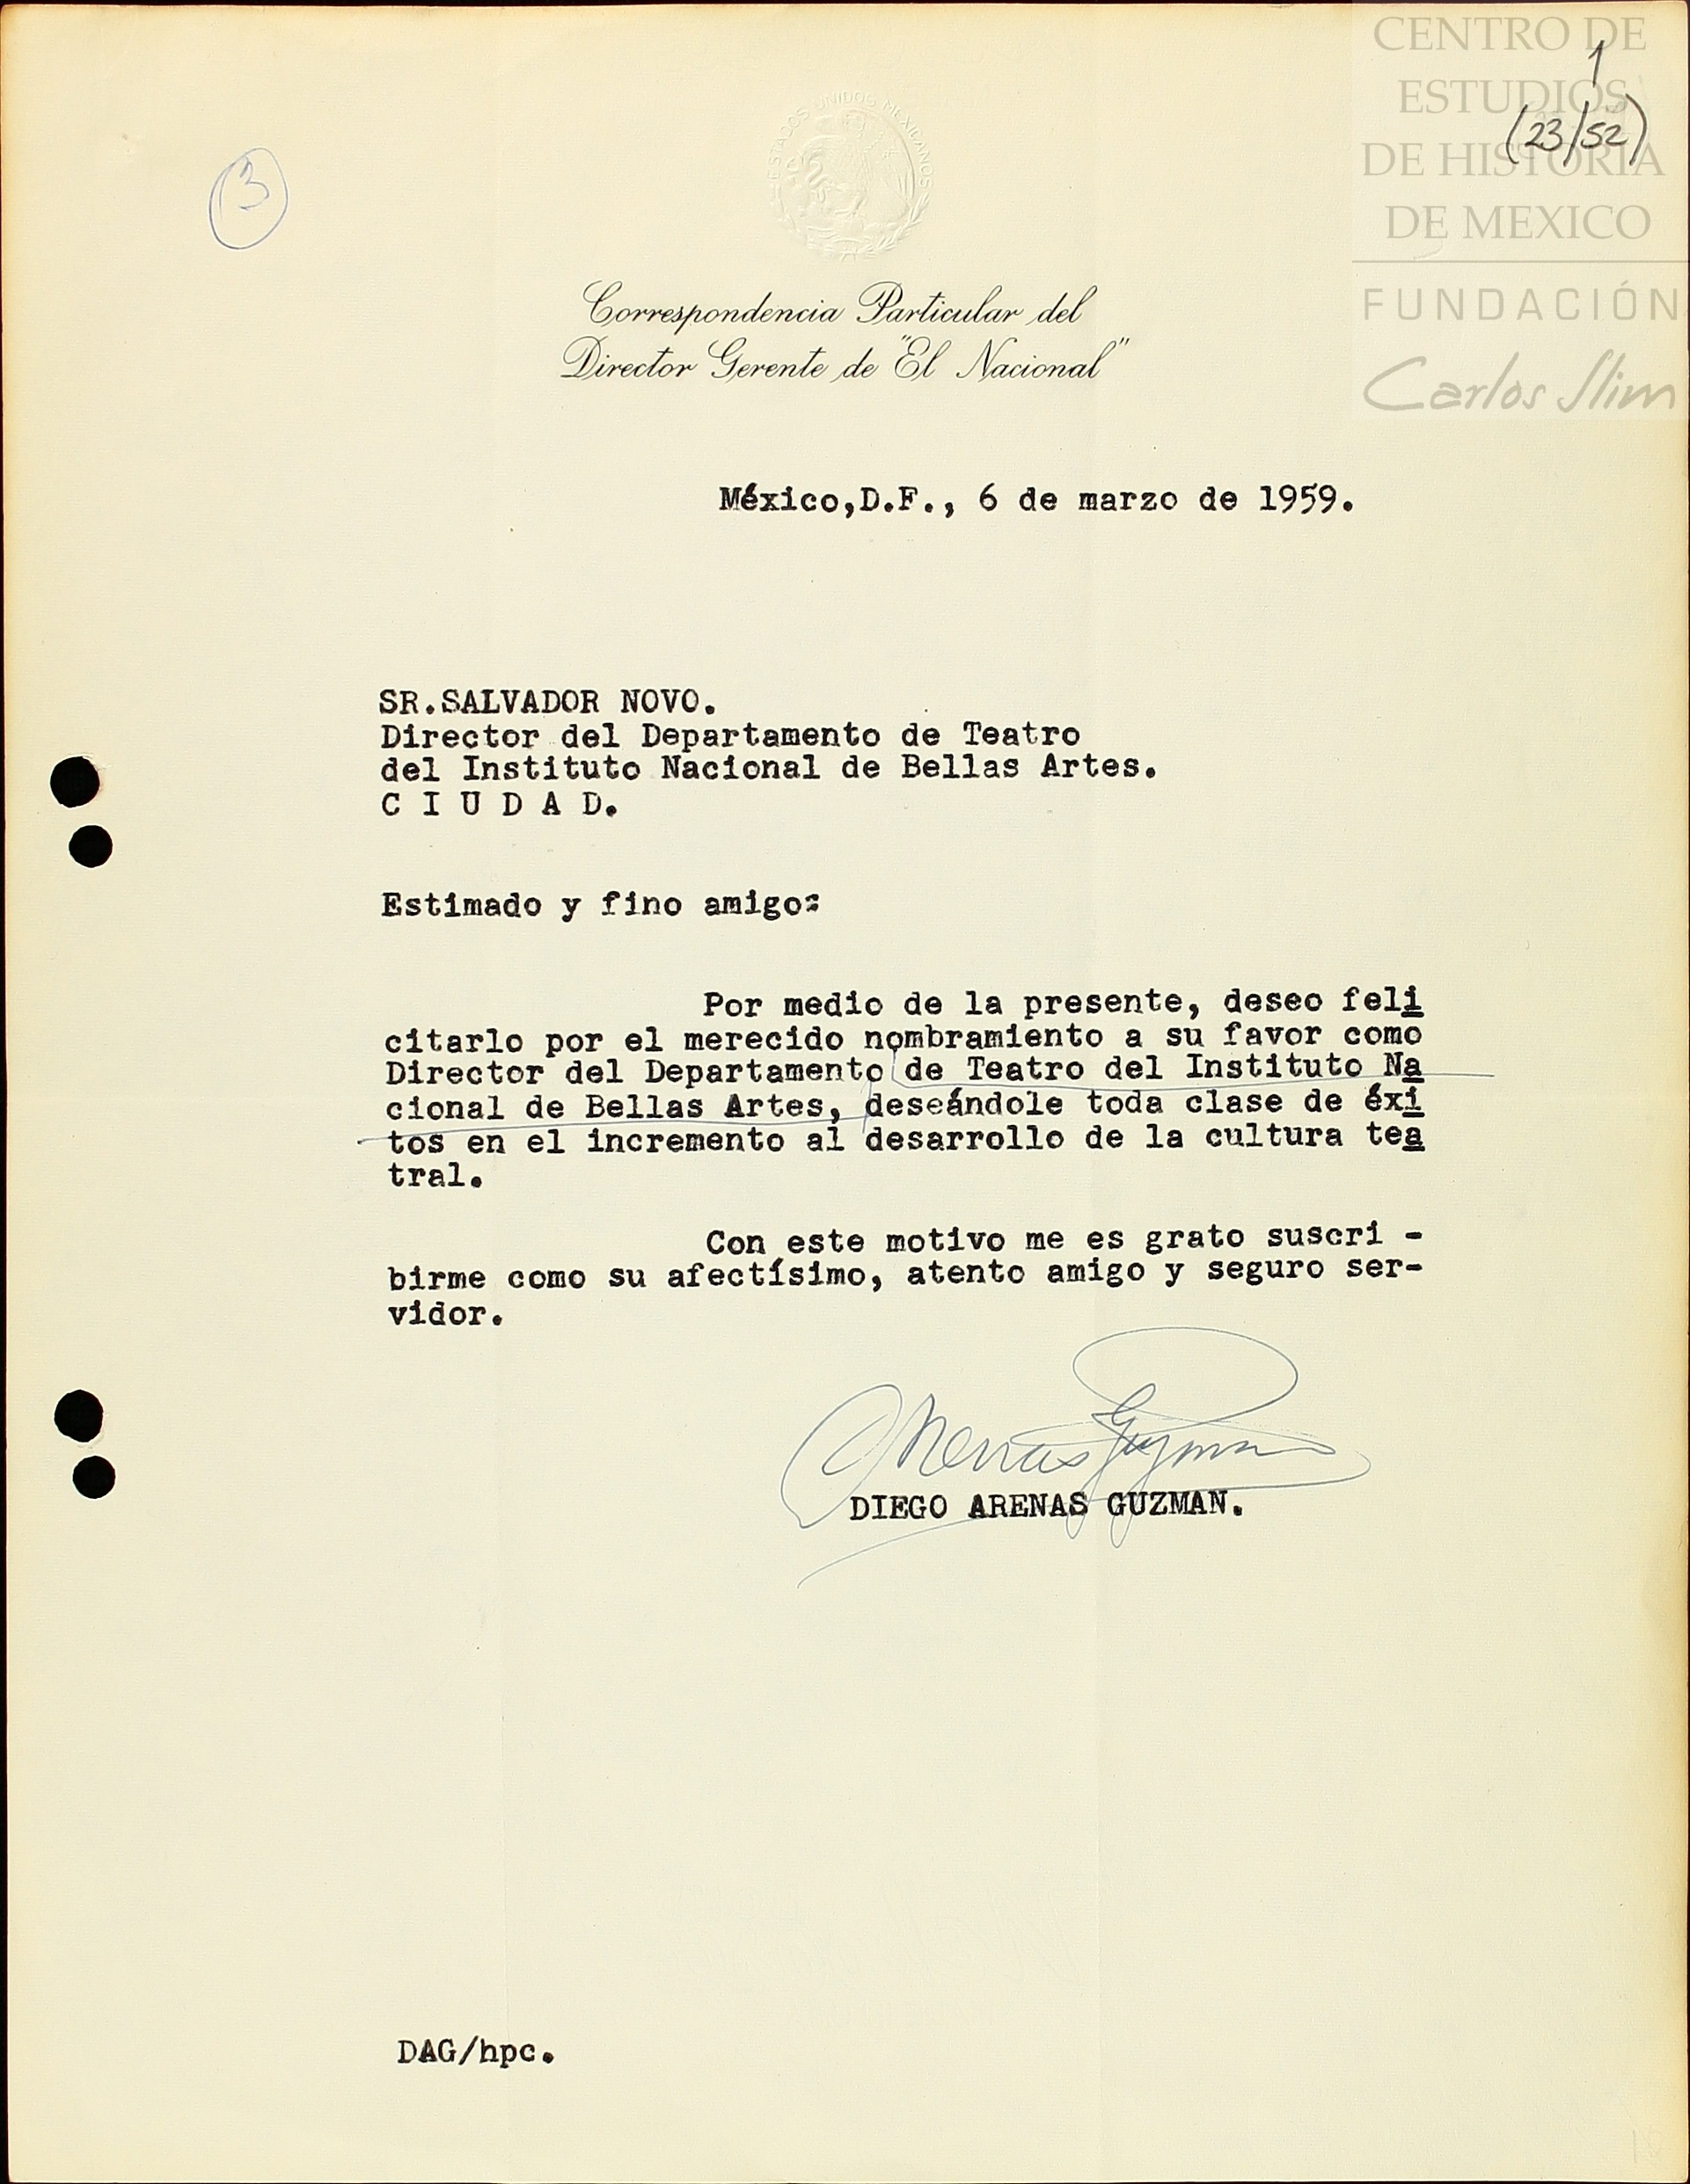 CENTRO DE
ESTUDIOS
DE HISTORIA
DE MEXICO
FUNDACIÓN
Carlos Slim
1
(23/52)
3
ESTADOS UNIDOS MEXICANOS
Correspondencia Particular del
Director Gerente de "El Nacional"
México,D.F., 6 de marzo de 1959.
SR.SALVADOR NOVO.
Director del Departamento de Teatro
del Instituto Nacional de Bellas Artes.
C I U D A D.
Estimado y fino amigo:
Por medio de la presente, deseo feli
citarlo por el merecido nombramiento a su favor como
Director del Departamento de Teatro del Instituto Na
cional de Bellas Artes, deseándole toda clase de éxi
tos en el incremento al desarrollo de la cultura tea
tral.
Con este motivo me es grato suscri -
birme como su afectísimo, atento amigo y seguro ser-
vidor.
Arenas Guzman
DIEGO ARENAS GUZMAN.
DAG/hpc.